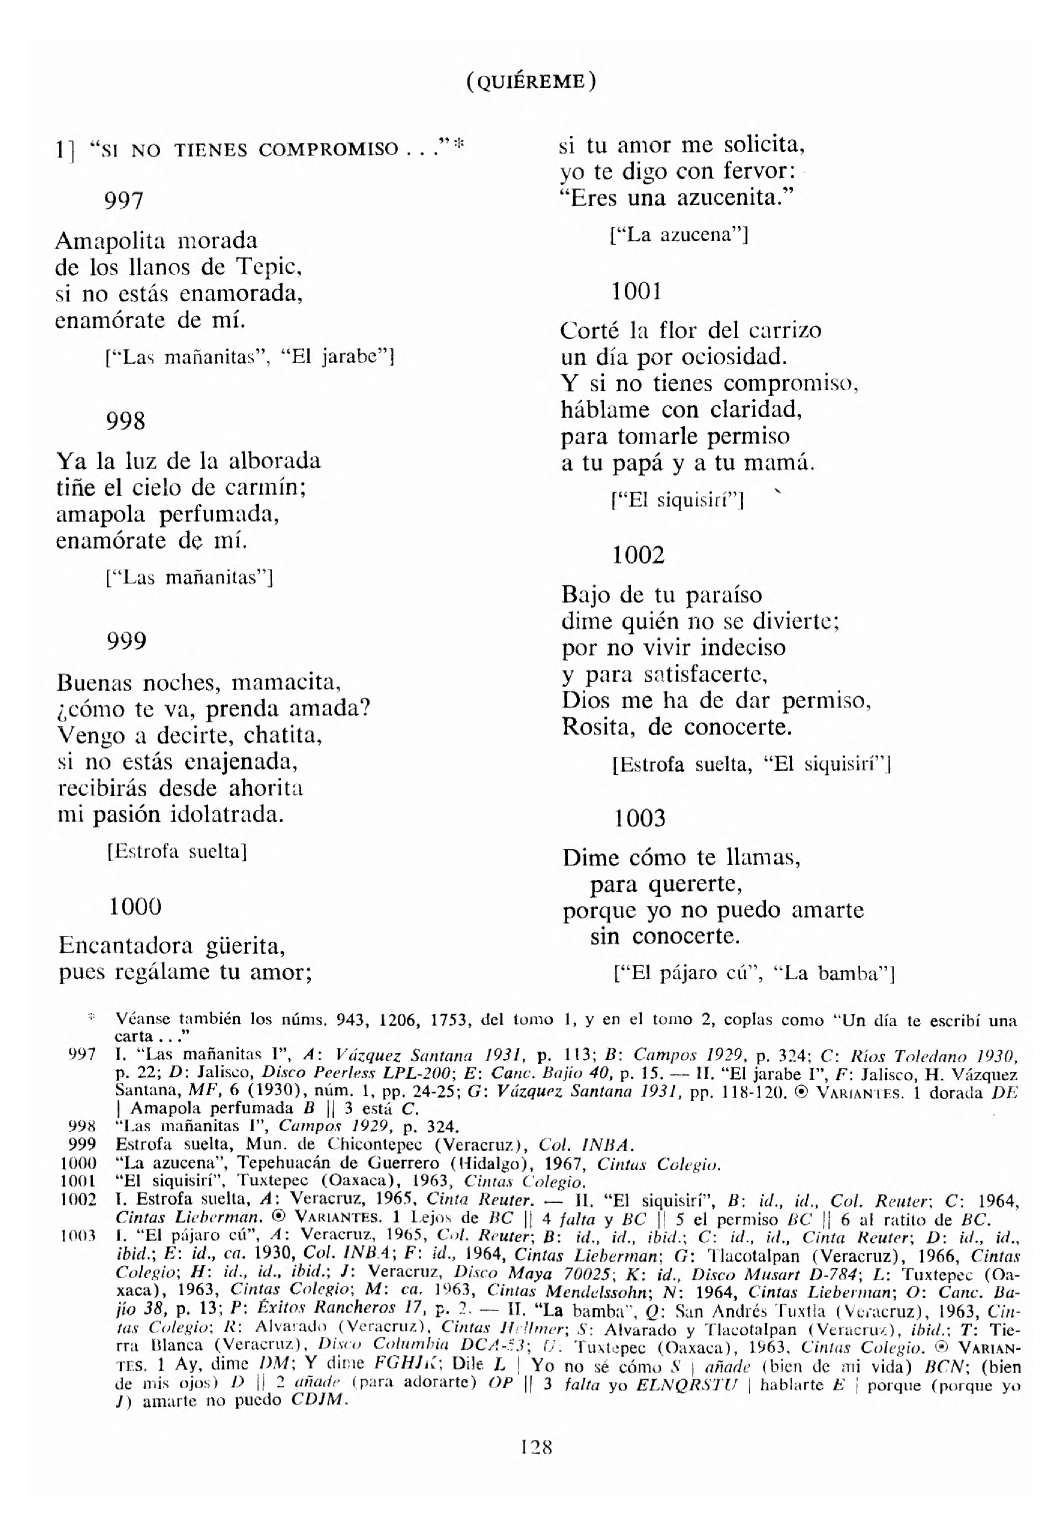 (QUIÉREME)
1] “SI NO TIENES COMPROMISO . . .”*
997
Amapolita morada
de los llanos de Tepic,
si no estás enamorada,
enamórate de mí.
[“Las mañanitas”, “El jarabe”]
998
Ya la luz de la alborada
tiñe el cielo de carmín;
amapola perfumada,
enamórate de mí.
[“Las mañanitas”]
999
Buenas noches, mamacita,
¿cómo te va, prenda amada?
Vengo a decirte, chatita,
si no estás enajenada,
recibirás desde ahorita
mi pasión idolatrada.
[Estrofa suelta]
1000
Encantadora güerita,
pues regálame tu amor;
si tu amor me solicita,
yo te digo con fervor:
“Eres una azucenita.”
[“La azucena”]
1001
Corté la flor del carrizo
un día por ociosidad.
Y si no tienes compromiso,
háblame con claridad,
para tomarle permiso
a tu papá y a tu mamá.
[“El siquisirí”]
1002
Bajo de tu paraíso
dime quién no se divierte;
por no vivir indeciso
y para satisfacerte,
Dios me ha de dar permiso,
Rosita, de conocerte.
[Estrofa suelta, “El siquisirí”]
1003
Dime cómo te llamas,
para quererte,
porque yo no puedo amarte
sin conocerte.
[“El pájaro cú”, “La bamba”]
* Véanse también los núms. 943, 1206, 1753, del tomo 1, y en el tomo 2, coplas como “Un día te escribí una
carta . . .”
997 I. “Las mañanitas I”, A: Vázquez Santana 1931, p. 113; B: Campos 1929, p. 324; C: Ríos Toledano 1930,
p. 22; D: Jalisco, Disco Peerless LPL-200; E: Canc. Bajío 40, p. 15. — II. “El jarabe I”, F: Jalisco, H. Vázquez
Santana, MF, 6 (1930), núm. 1, pp. 24-25; G: Vázquez Santana 1931, pp. 118-120. ⊙ VARIANTES. 1 dorada DE
| Amapola perfumada B || 3 está C.
998 “Las mañanitas I”, Campos 1929, p. 324.
999 Estrofa suelta, Mun. de Chicontepec (Veracruz), Col. INBA.
1000 “La azucena”, Tepehuacán de Guerrero (Hidalgo), 1967, Cintas Colegio.
1001 “El siquisirí”, Tuxtepec (Oaxaca), 1963, Cintas Colegio.
1002 I. Estrofa suelta, A: Veracruz, 1965, Cinta Reuter. — II. “El siquisirí”, B: id., id., Col. Reuter; C: 1964,
Cintas Lieberman. ⊙ VARIANTES. 1 Lejos de BC || 4 falta y BC || 5 el permiso BC || 6 al ratito de BC.
1003 I. “El pájaro cú”, A: Veracruz, 1965, Col. Reuter; B: id., id., ibid.; C: id., id., Cinta Reuter; D: id., id.,
ibid.; E: id., ca. 1930, Col. INBA; F: id., 1964, Cintas Lieberman; G: Tlacotalpan (Veracruz), 1966, Cintas
Colegio; H: id., id., ibid.; J: Veracruz, Disco Maya 70025; K: id., Disco Musart D-784; L: Tuxtepec (Oa-
xaca), 1963, Cintas Colegio; M: ca. 1963, Cintas Mendelssohn; N: 1964, Cintas Lieberman; O: Canc. Ba-
jío 38, p. 13; P: Éxitos Rancheros 17, p. 2. — II. “La bamba”, Q: San Andrés Tuxtla (Veracruz), 1963, Cin-
tas Colegio; R: Alvarado (Veracruz), Cintas Hellmer; S: Alvarado y Tlacotalpan (Veracruz), ibid.; T: Tie-
rra Blanca (Veracruz), Disco Columbia DCA-53; U: Tuxtepec (Oaxaca), 1963, Cintas Colegio. ⊙ VARIAN-
TES. 1 Ay, dime DM; Y dime FGHJK; Dile L | Yo no sé cómo S | añade (bien de mi vida) BCN; (bien
de mis ojos) D || 2 añade (para adorarte) OP || 3 falta yo ELNQRSTU | hablarte E | porque (porque yo
J) amarte no puedo CDJM.
128